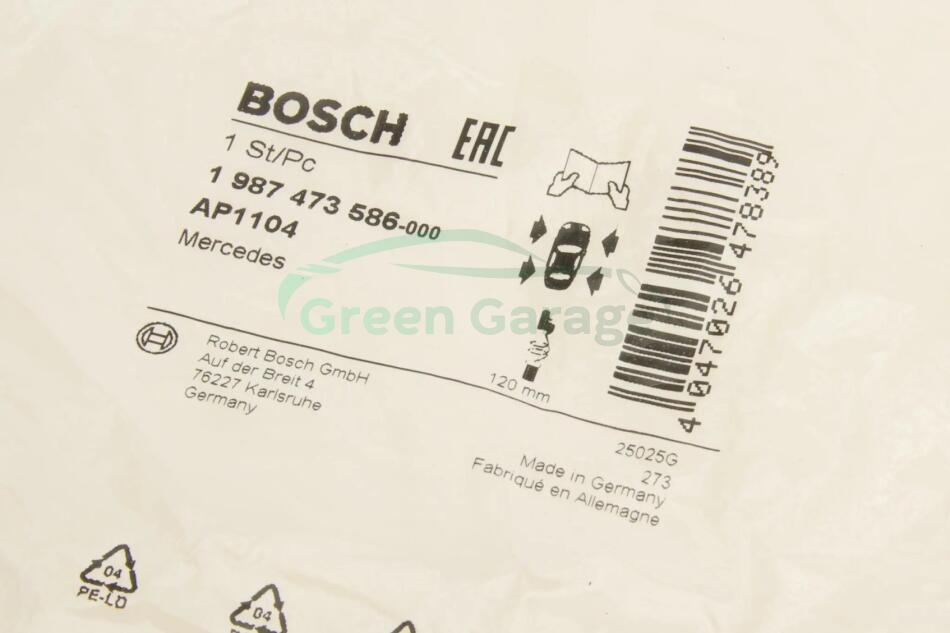 BOSCH
EAC
1 St/Pc
1 987 473 586-000
AP1104
Mercedes
Green Garage
Robert Bosch GmbH
Auf der Breit 4
76227 Karlsruhe
Germany
120 mm
4 047026 478389
25025G
273
Made in Germany
Fabriqué en Allemagne
04
PE-LD
04